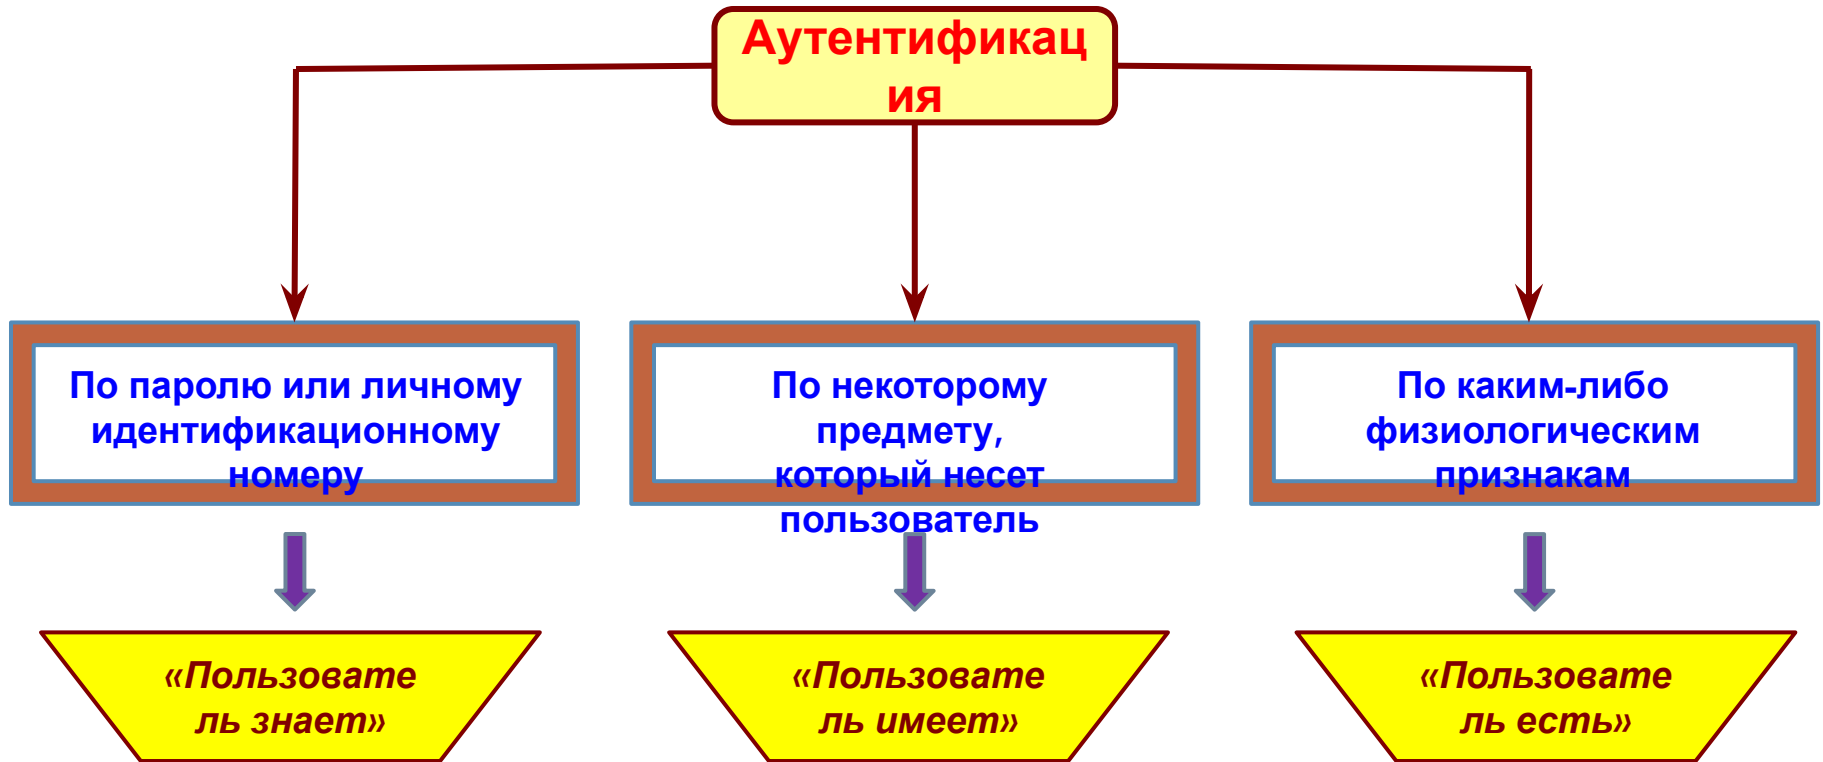 Аутентификац
ия
По паролю или личному
идентификационному
номеру
По некоторому
предмету,
который несет
пользователь
По каким-либо
физиологическим
признакам
«Пользовате
ль знает»
«Пользовате
ль имеет»
«Пользовате
ль есть»